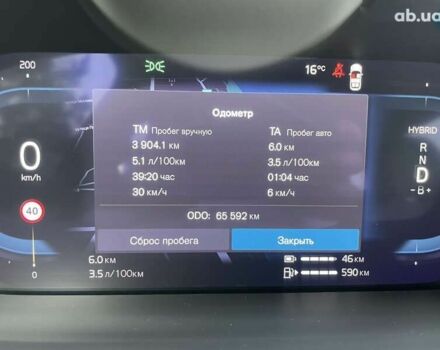 ab.ua
200
16°C
Одометр
TM Пробег вручную
TA Пробег авто
3 904.1 км
6.0 км
5.1 л/100км
3.5 л/100км
39:20 час
01:04 час
30 км/ч
6 км/ч
ODO: 65 592 км
Сброс пробега
Закрыть
0
km/h
40
0
HYBRID
R
N
D
-B+
6.0 км
3.5 л/100км
46 км
590 км